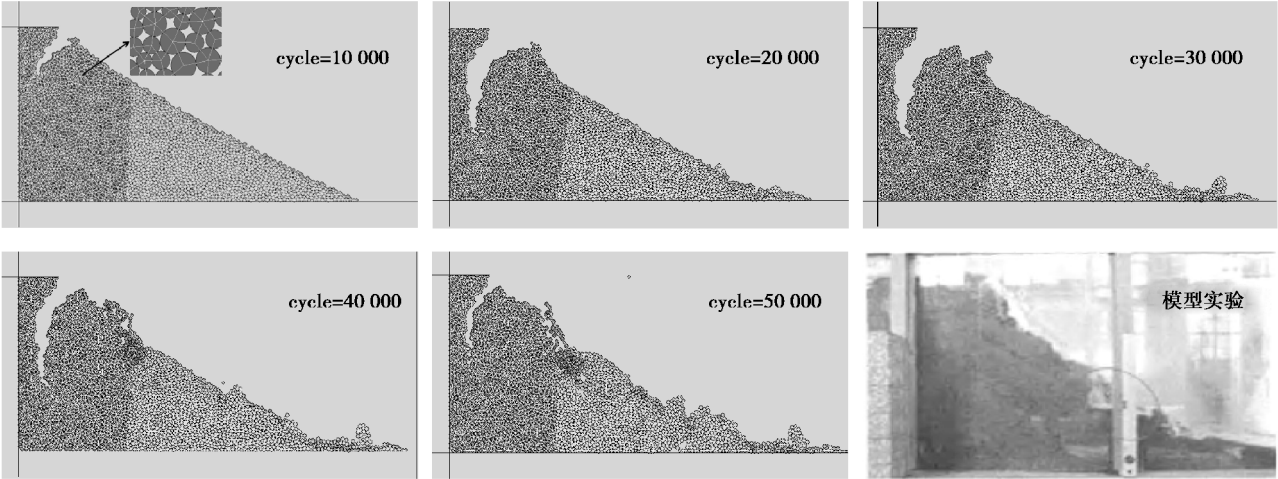 cycle=10 000
cycle=20 000
cycle=30 000
cycle=40 000
cycle=50 000
模型实验